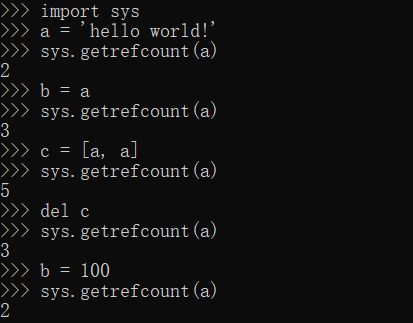 >>> import sys
>>> a = 'hello world!'
>>> sys.getrefcount(a)
2
>>> b = a
>>> sys.getrefcount(a)
3
>>> c = [a, a]
>>> sys.getrefcount(a)
5
>>> del c
>>> sys.getrefcount(a)
3
>>> b = 100
>>> sys.getrefcount(a)
2